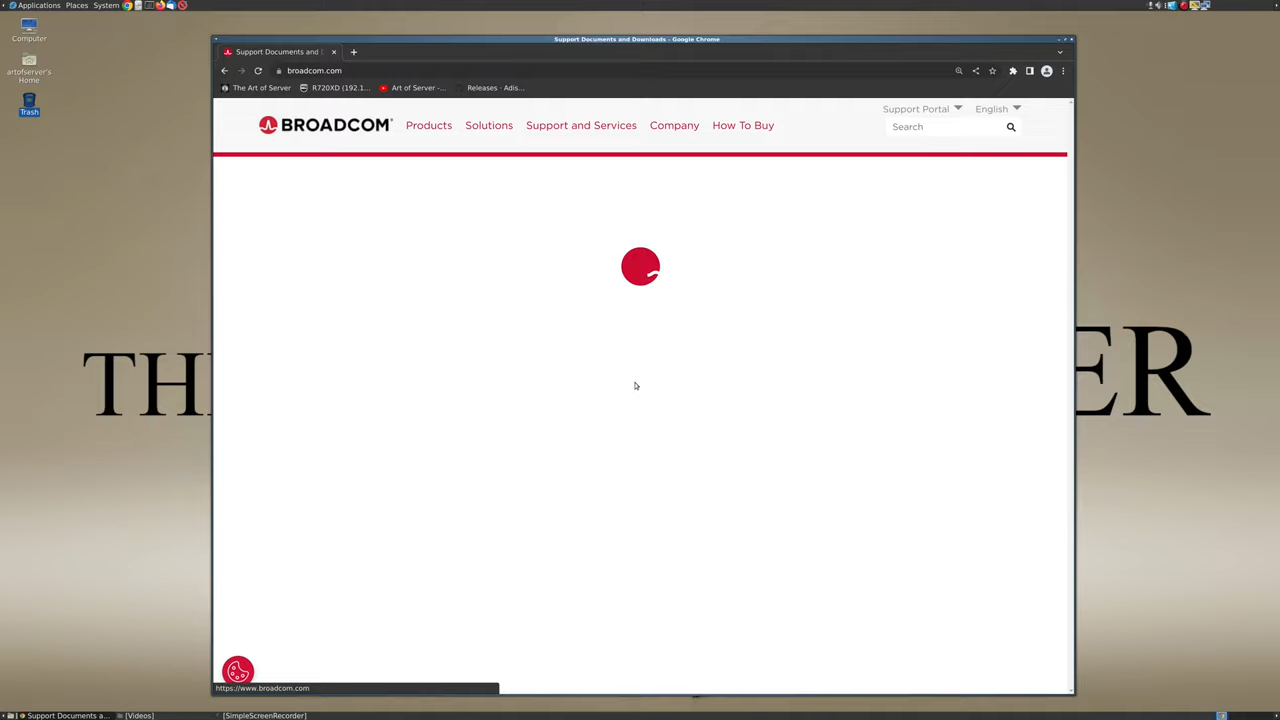 Applications Places System
Support Documents and Downloads - Google Chrome
Support Documents and D
broadcom.com
The Art of Server
R720XD (192.1...
Art of Server -...
Releases · Adis...
Support Portal
English
BROADCOM
Products
Solutions
Support and Services
Company
How To Buy
Search
Computer
artofserver's
Home
Trash
TH
ER
https://www.broadcom.com
Support Documents a...
[Videos]
[SimpleScreenRecorder]